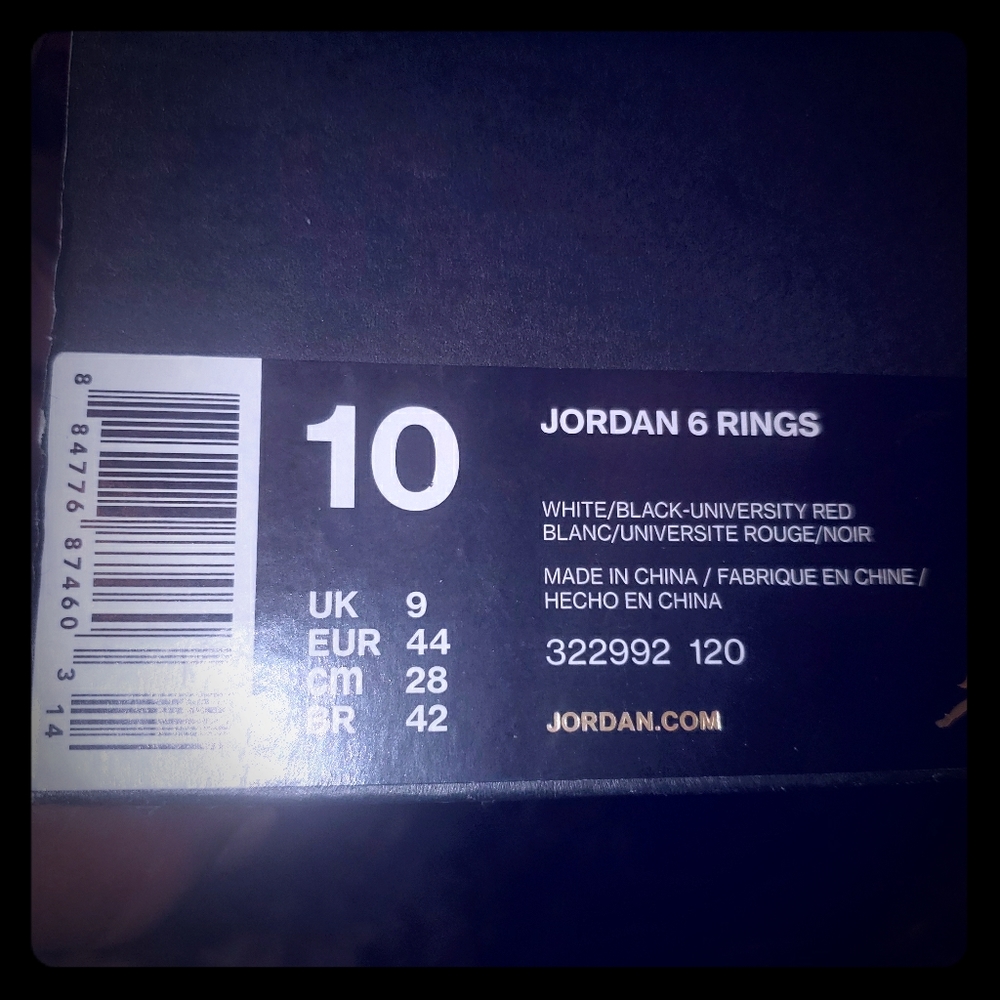 8 84776 87460 3 14
10
UK 9
EUR 44
cm 28
BR 42
JORDAN 6 RINGS
WHITE/BLACK-UNIVERSITY RED
BLANC/UNIVERSITE ROUGE/NOIR
MADE IN CHINA / FABRIQUE EN CHINE /
HECHO EN CHINA
322992 120
JORDAN.COM